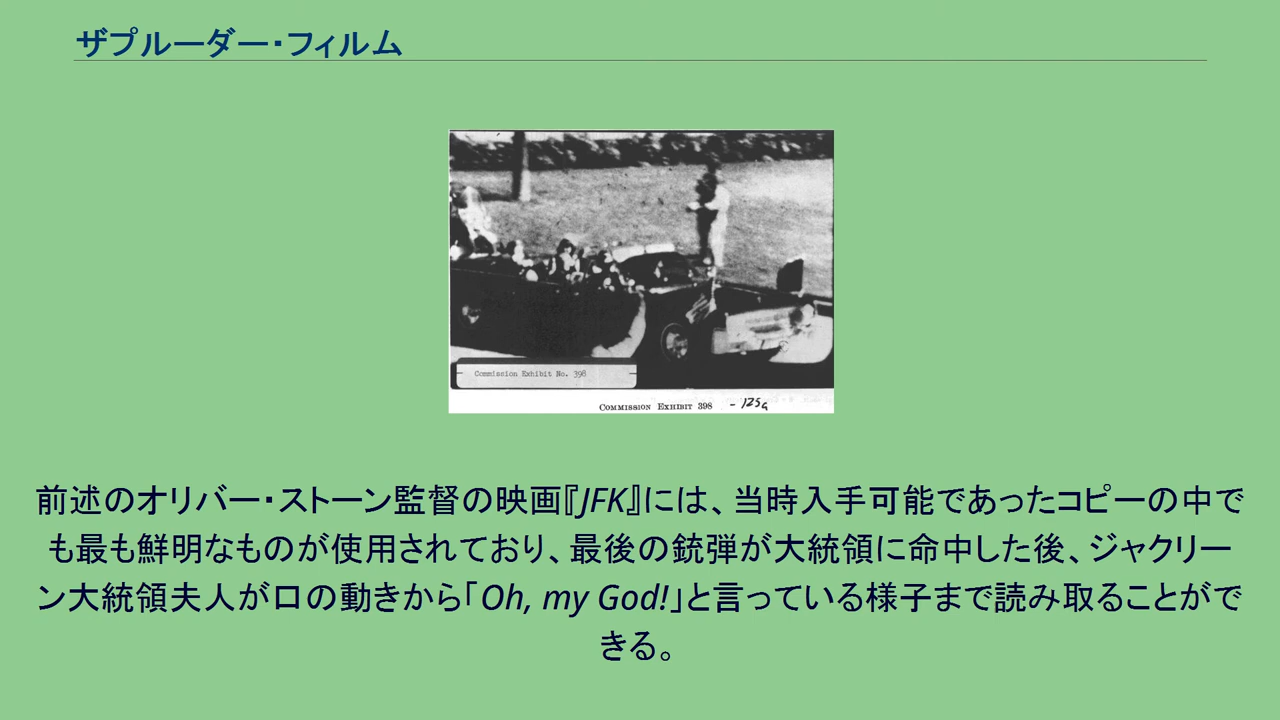 ザプルーダー・フィルム
Commission Exhibit No. 398
COMMISSION EXHIBIT 398 - 125a
前述のオリバー・ストーン監督の映画『JFK』には、当時入手可能であったコピーの中で
も最も鮮明なものが使用されており、最後の銃弾が大統領に命中した後、ジャクリー
ン大統領夫人が口の動きから「Oh, my God!」と言っている様子まで読み取ることがで
きる。